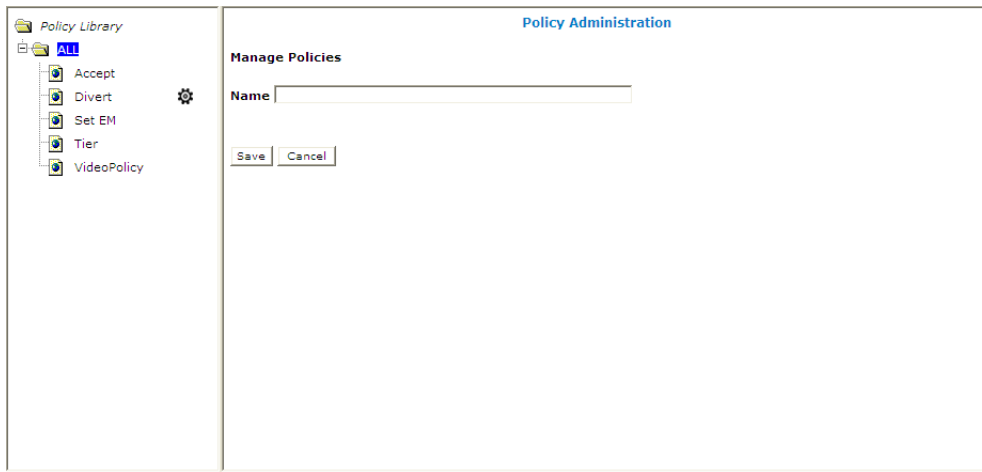 Policy Library
ALL
Accept
Divert
Set EM
Tier
VideoPolicy
Policy Administration
Manage Policies
Name
Save Cancel